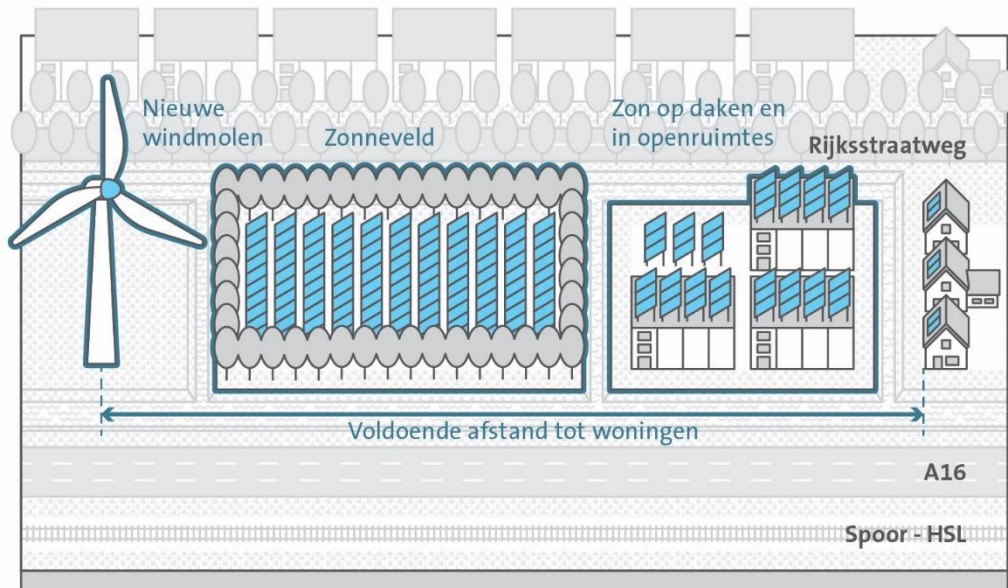 Nieuwe
windmolen
Zonneveld
Zon op daken en
in openruimtes
Rijksstraatweg
Voldoende afstand tot woningen
A16
Spoor - HSL